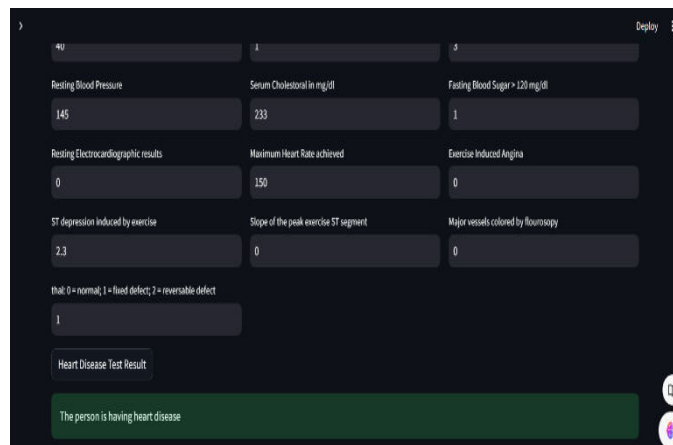 Deploy
40 1 3
Resting Blood Pressure Serum Cholestoral in mg/dl Fasting Blood Sugar > 120 mg/dl
145 233 1
Resting Electrocardiographic results Maximum Heart Rate achieved Exercise Induced Angina
0 150 0
ST depression induced by exercise Slope of the peak exercise ST segment Major vessels colored by flourosopy
2.3 0 0
thal: 0 = normal; 1 = fixed defect; 2 = reversable defect
1
Heart Disease Test Result
The person is having heart disease